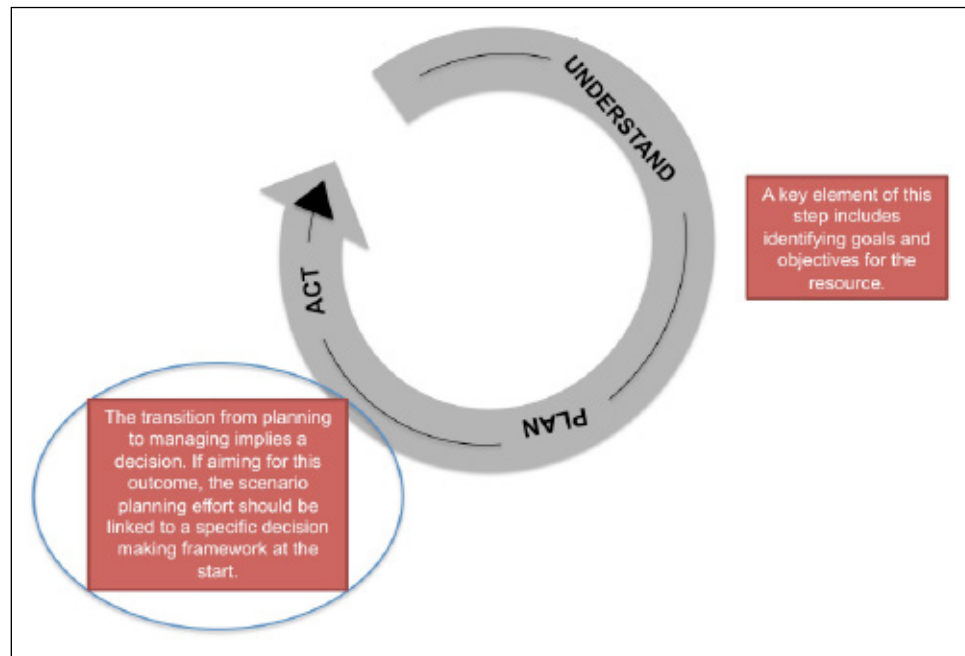 UNDERSTAND
A key element of this
step includes
identifying goals and
objectives for the
resource.
PLAN
ACT
The transition from planning
to managing implies a
decision. If aiming for this
outcome, the scenario
planning effort should be
linked to a specific decision
making framework at the
start.